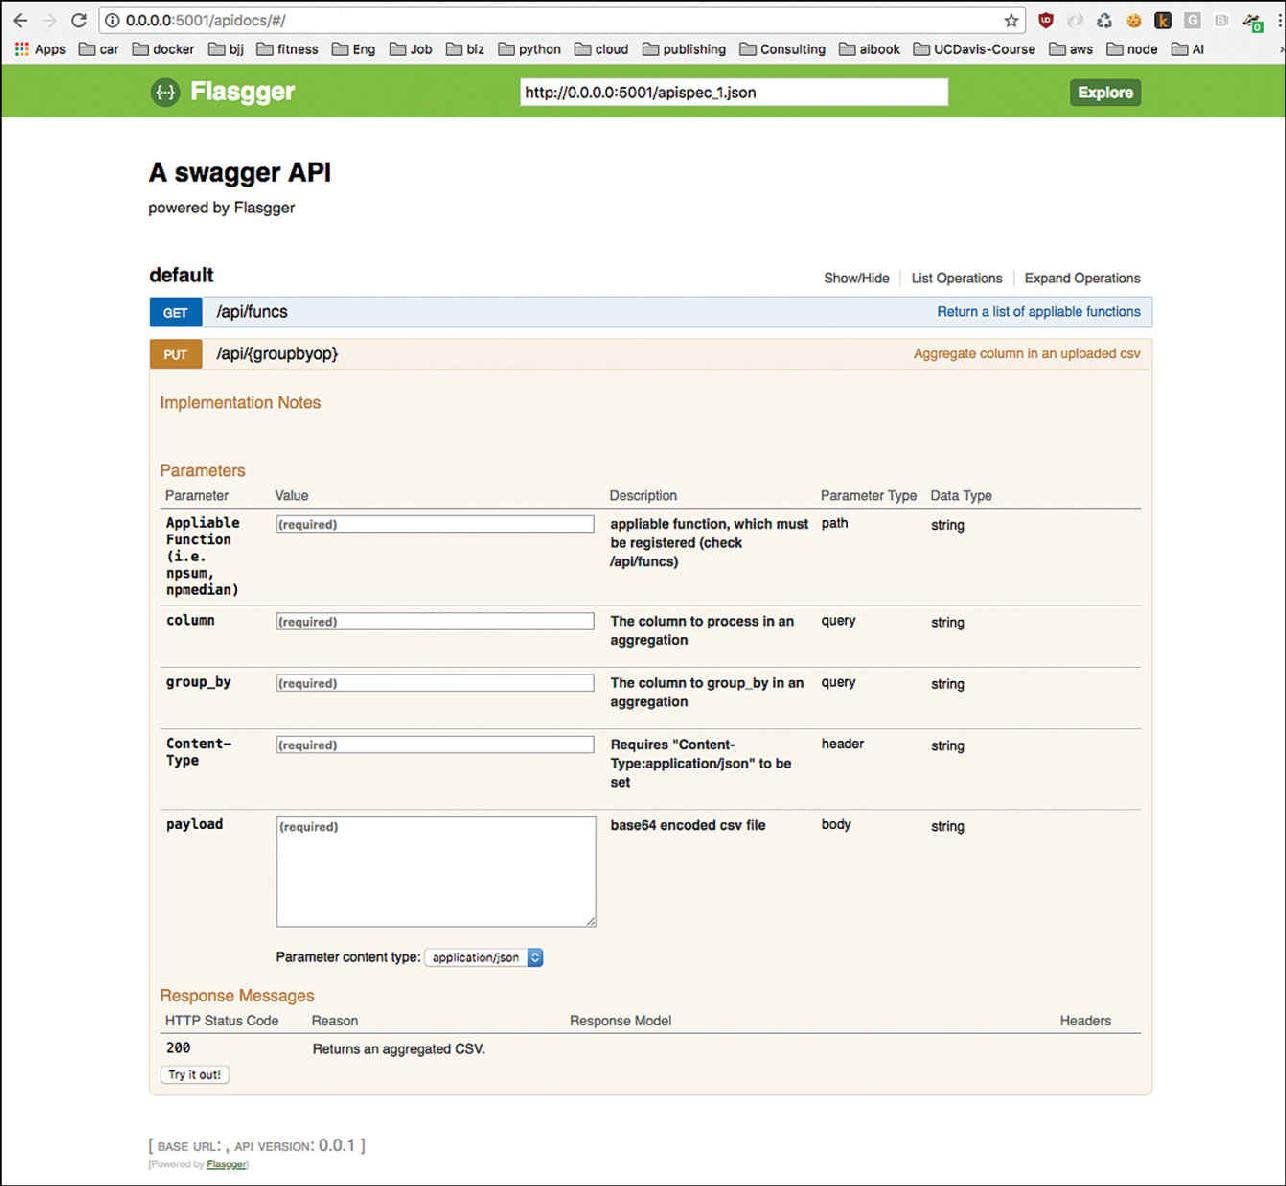 0.0.0.0:5001/apidocs/#/
Apps car docker bjj fitness Eng Job biz python cloud publishing Consulting aibook UCDavis-Course aws node AI
{--} Flasgger http://0.0.0.0:5001/apispec_1.json Explore
A swagger API
powered by Flasgger
default Show/Hide List Operations Expand Operations
GET /api/funcs Return a list of appliable functions
PUT /api/{groupbyop} Aggregate column in an uploaded csv
Implementation Notes
Parameters
Parameter Value Description Parameter Type Data Type
Appliable (required) appliable function, which must path string
Function be registered (check
(i.e. /api/funcs)
npsum,
npmedian)
column (required) The column to process in an query string
aggregation
group_by (required) The column to group_by in an query string
aggregation
Content- (required) Requires "Content- header string
Type Type:application/json" to be
set
payload (required) base64 encoded csv file body string
Parameter content type: application/json
Response Messages
HTTP Status Code Reason Response Model Headers
200 Returns an aggregated CSV.
Try it out!
[ BASE URL: , API VERSION: 0.0.1 ]
[Powered by Flasgger]